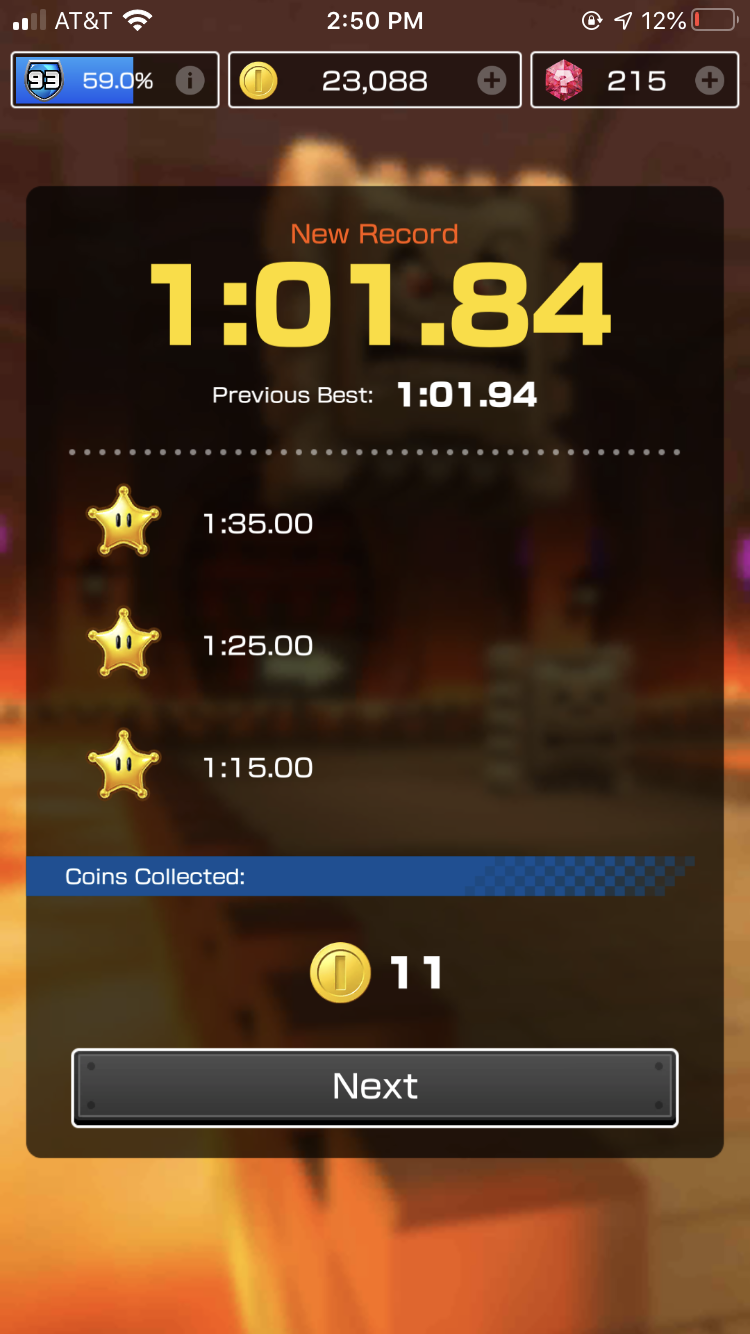 AT&T 2:50 PM 12%
93 59.0% i 23,088 + 215 +
New Record
1:01.84
Previous Best: 1:01.94
1:35.00
1:25.00
1:15.00
Coins Collected:
11
Next